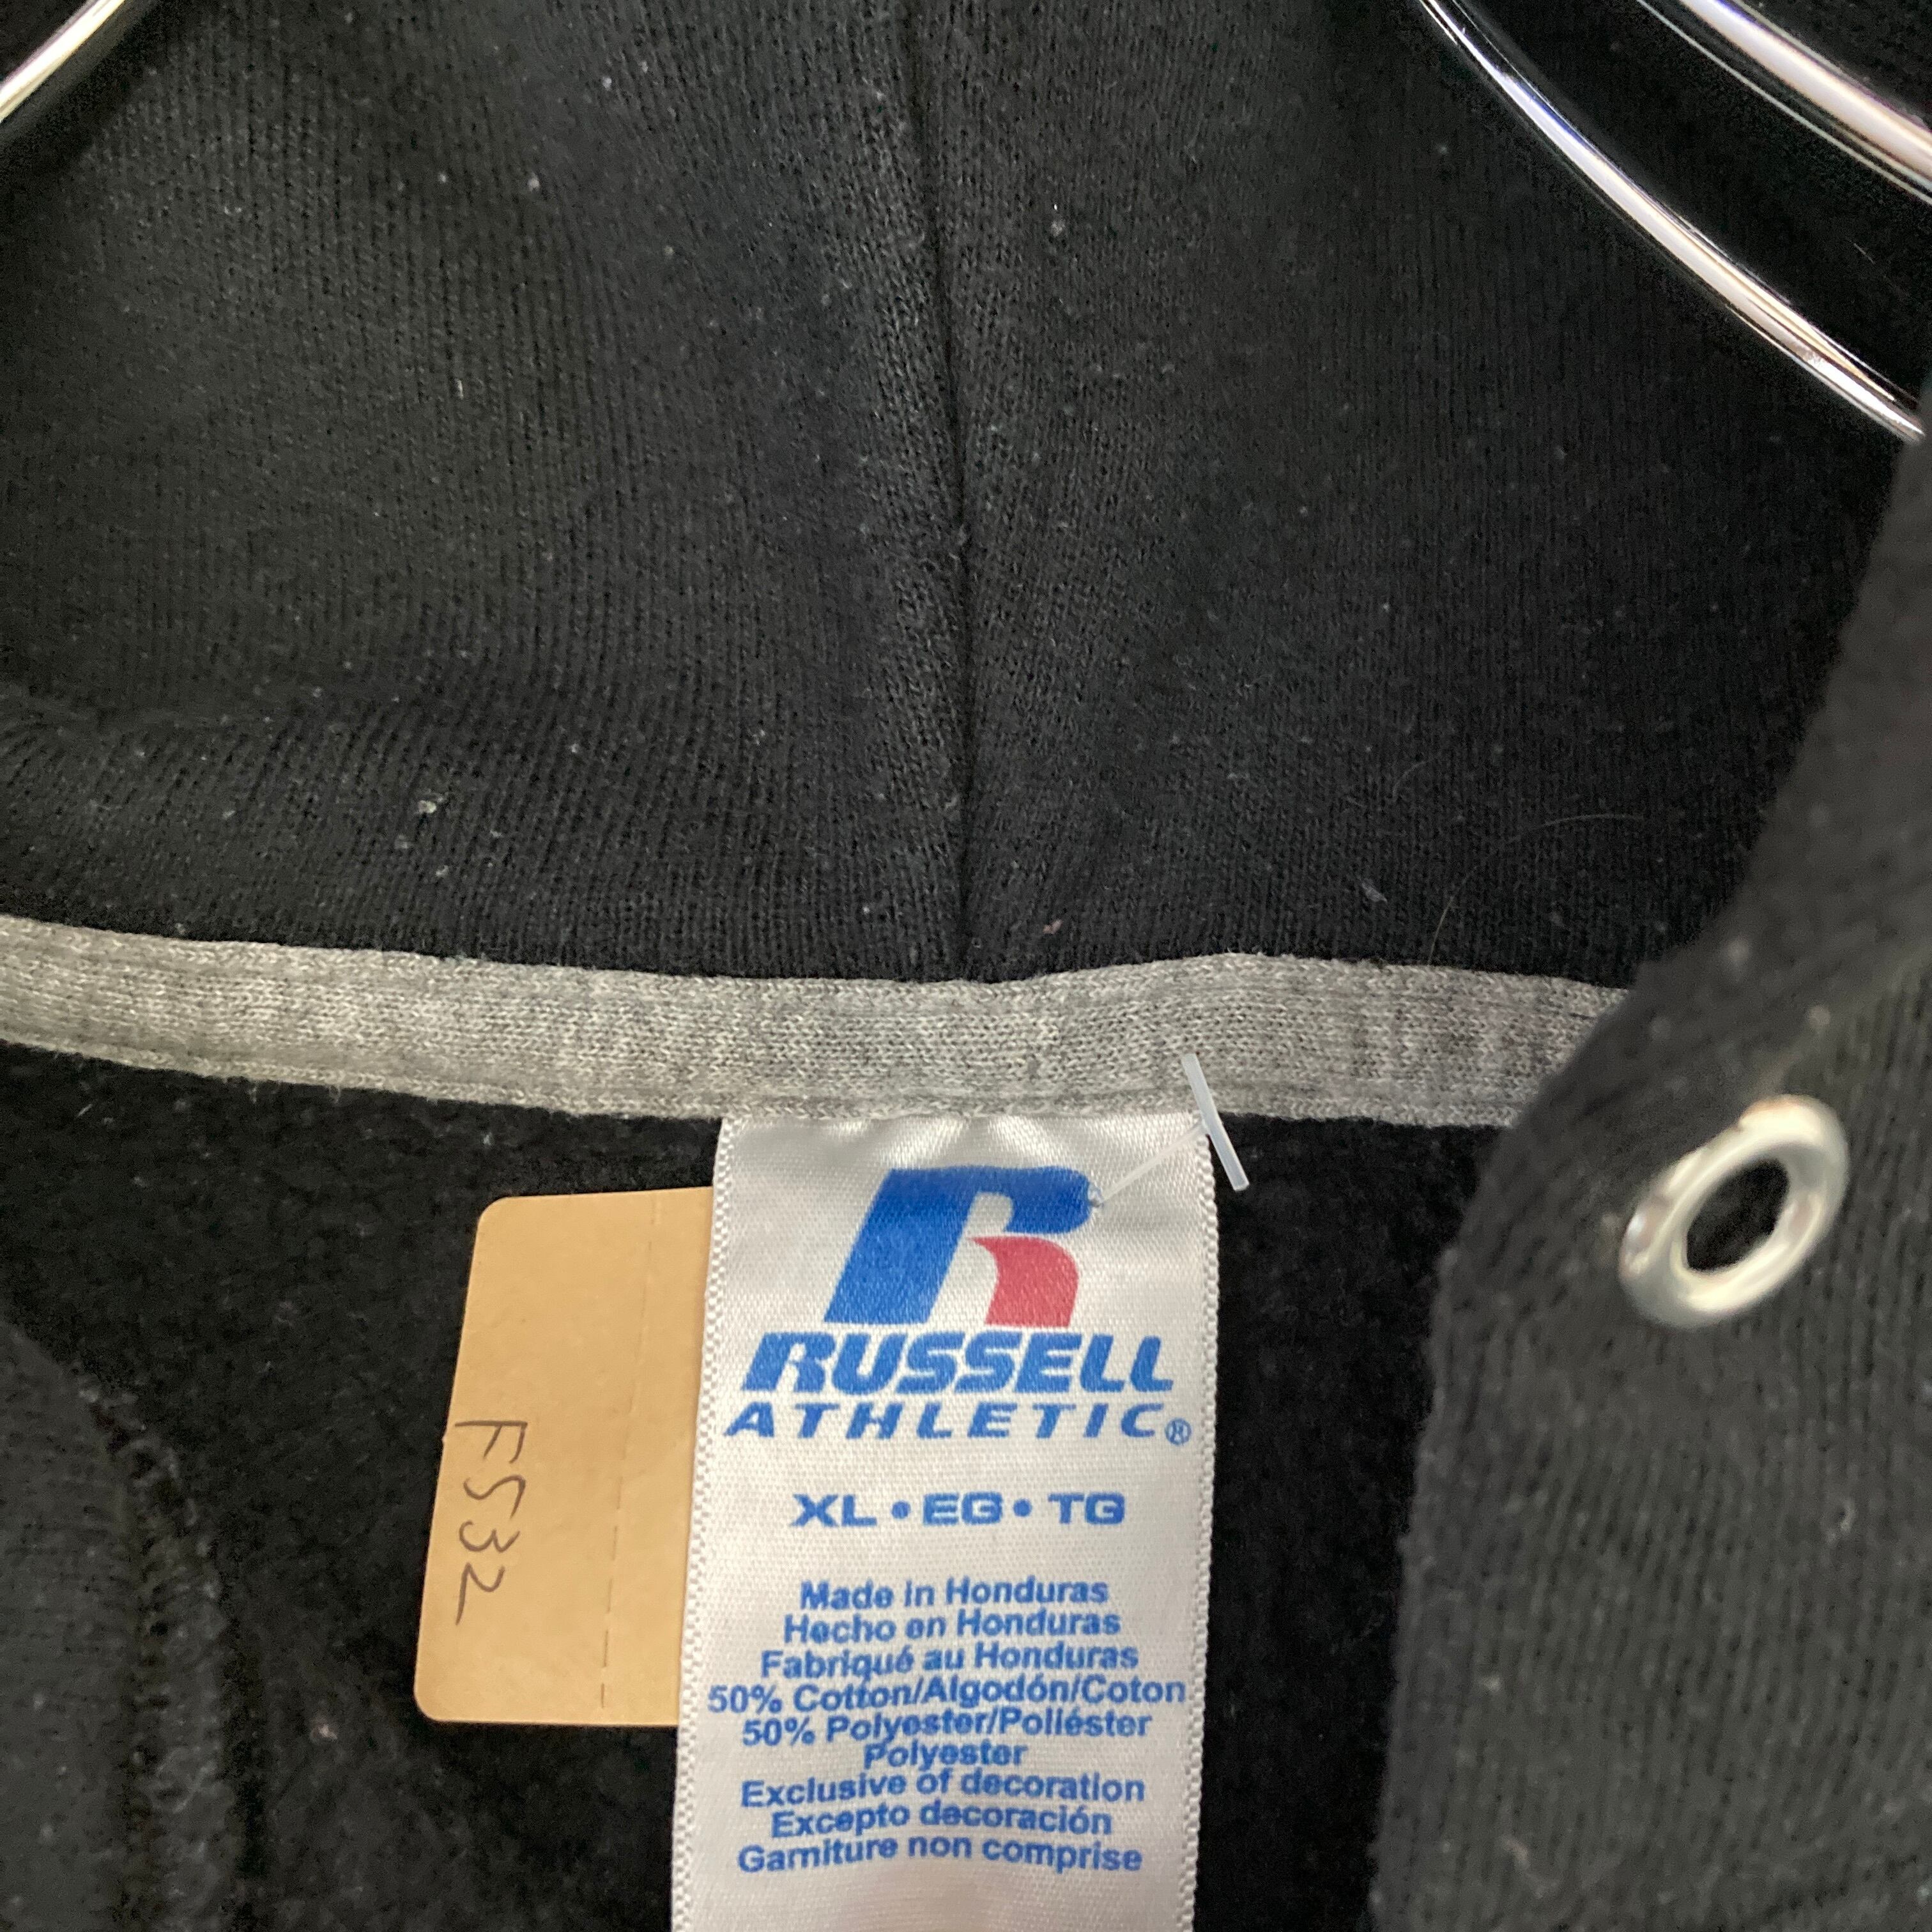 RUSSELL
ATHLETIC®
XL • EG • TG
Made in Honduras
Hecho en Honduras
Fabriqué au Honduras
50% Cotton/Algodón/Coton
50% Polyester/Poliéster
Polyester
Exclusive of decoration
Excepto decoración
Garniture non comprise
FS32